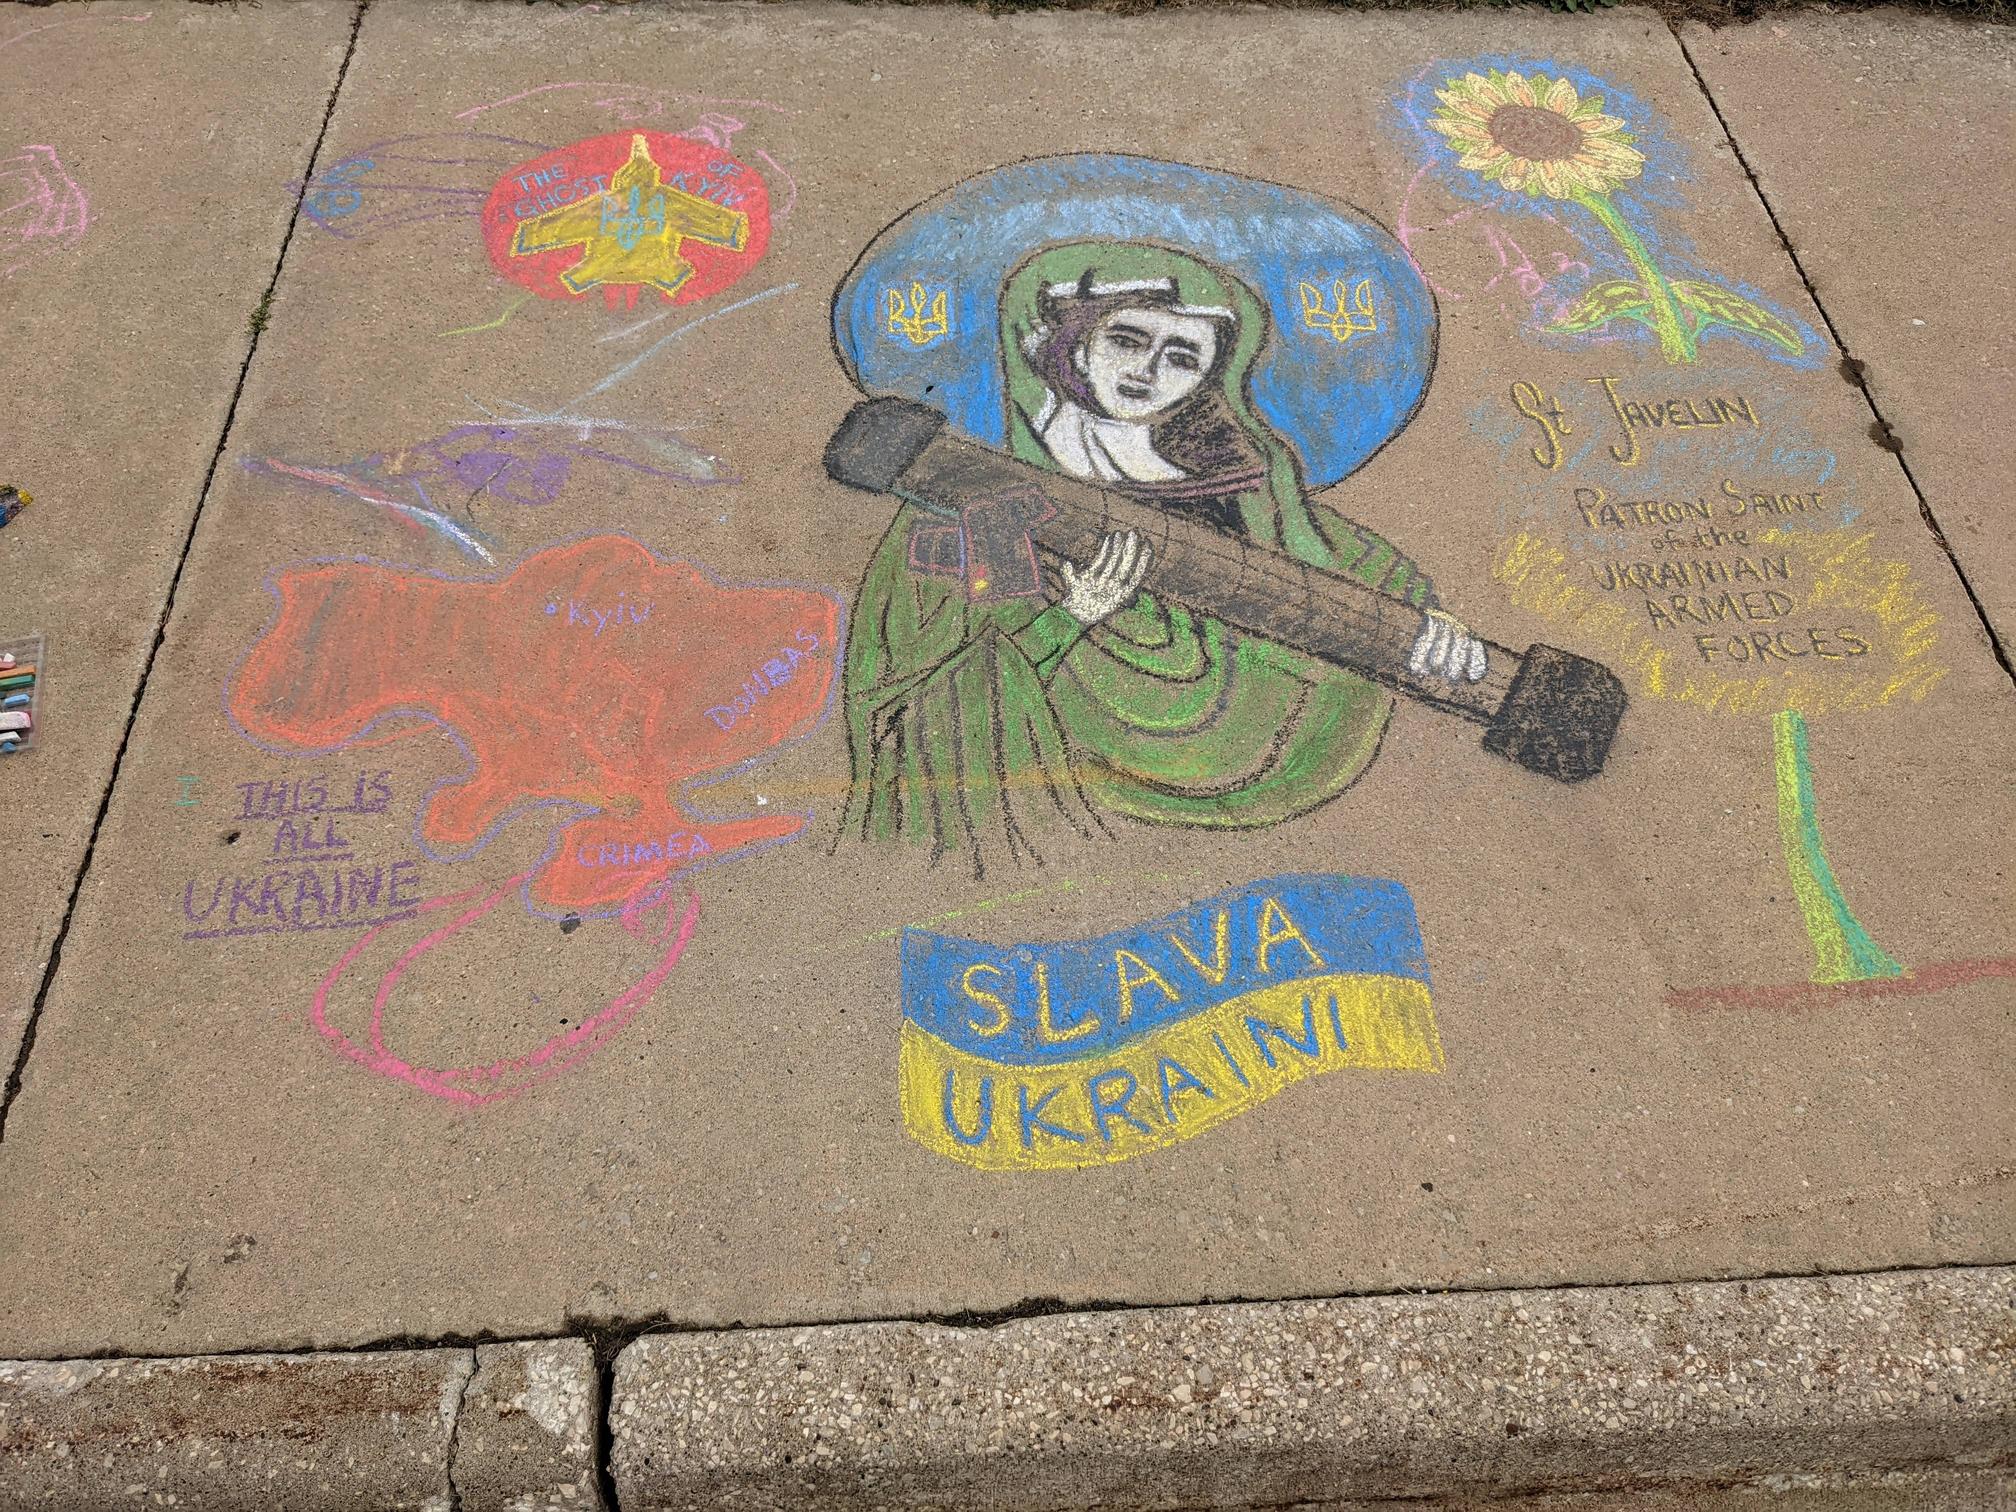 THE GHOST OF KYIV
St JAVELIN
PATRON SAINT
of the
UKRAINIAN
ARMED
FORCES
Kyiv
DONBAS
CRIMEA
THIS IS
ALL
UKRAINE
SLAVA
UKRAINI